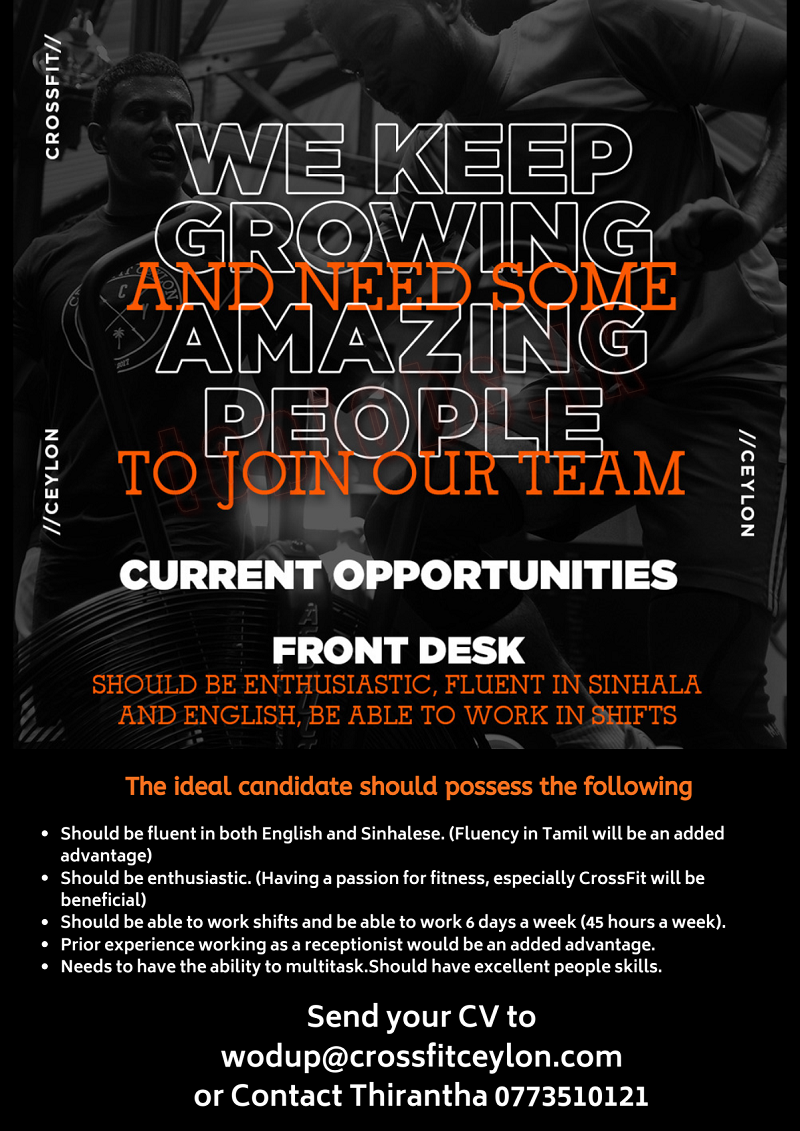 CROSSFIT//
WE KEEP
GROWING
AND NEED SOME
AMAZING
PEOPLE
TO JOIN OUR TEAM
//CEYLON
//CEYLON
CURRENT OPPORTUNITIES
FRONT DESK
SHOULD BE ENTHUSIASTIC, FLUENT IN SINHALA
AND ENGLISH, BE ABLE TO WORK IN SHIFTS
The ideal candidate should possess the following
• Should be fluent in both English and Sinhalese. (Fluency in Tamil will be an added
advantage)
• Should be enthusiastic. (Having a passion for fitness, especially CrossFit will be
beneficial)
• Should be able to work shifts and be able to work 6 days a week (45 hours a week).
• Prior experience working as a receptionist would be an added advantage.
• Needs to have the ability to multitask.Should have excellent people skills.
Send your CV to
wodup@crossfitceylon.com
or Contact Thirantha 0773510121